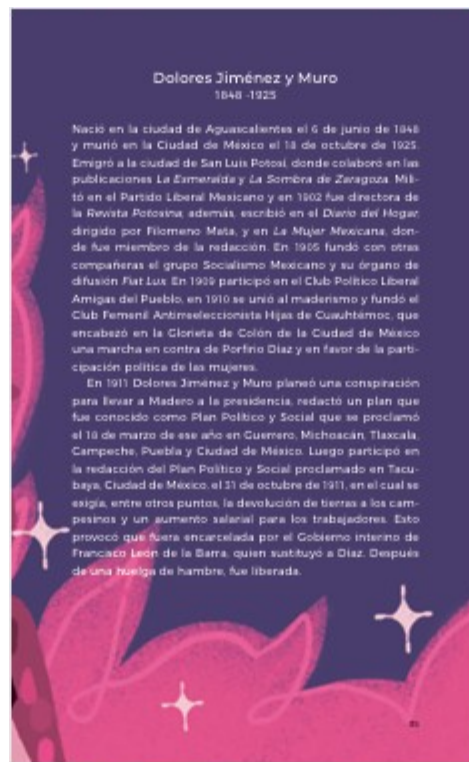 Dolores Jiménez y Muro
1848 -1925
Nació en la ciudad de Aguascalientes el 6 de junio de 1848
y murió en la Ciudad de México el 18 de octubre de 1925.
Emigró a la ciudad de San Luis Potosí, donde colaboró en las
publicaciones La Esmeralda y La Sombra de Zaragoza. Mili-
tó en el Partido Liberal Mexicano y en 1902 fue directora de
la Revista Potosina; además, escribió en el Diario del Hogar,
dirigido por Filomeno Mata, y en La Mujer Mexicana, don-
de fue miembro de la redacción. En 1905 fundó con otras
compañeras el grupo Socialismo Mexicano y su órgano de
difusión Fiat Lux. En 1909 participó en el Club Político Liberal
Amigas del Pueblo, en 1910 se unió al maderismo y fundó el
Club Femenil Antirreeleccionista Hijas de Cuauhtémoc, que
encabezó en la Glorieta de Colón de la Ciudad de México
una marcha en contra de Porfirio Díaz y en favor de la parti-
cipación política de las mujeres.
En 1911 Dolores Jiménez y Muro planeó una conspiración
para llevar a Madero a la presidencia, redactó un plan que
fue conocido como Plan Político y Social que se proclamó
el 18 de marzo de ese año en Guerrero, Michoacán, Tlaxcala,
Campeche, Puebla y Ciudad de México. Luego participó en
la redacción del Plan Político y Social proclamado en Tacu-
baya, Ciudad de México, el 31 de octubre de 1911, en el cual se
exigía, entre otros puntos, la devolución de tierras a los cam-
pesinos y un aumento salarial para los trabajadores. Esto
provocó que fuera encarcelada por el Gobierno interino de
Francisco León de la Barra, quien sustituyó a Díaz. Después
de una huelga de hambre, fue liberada.